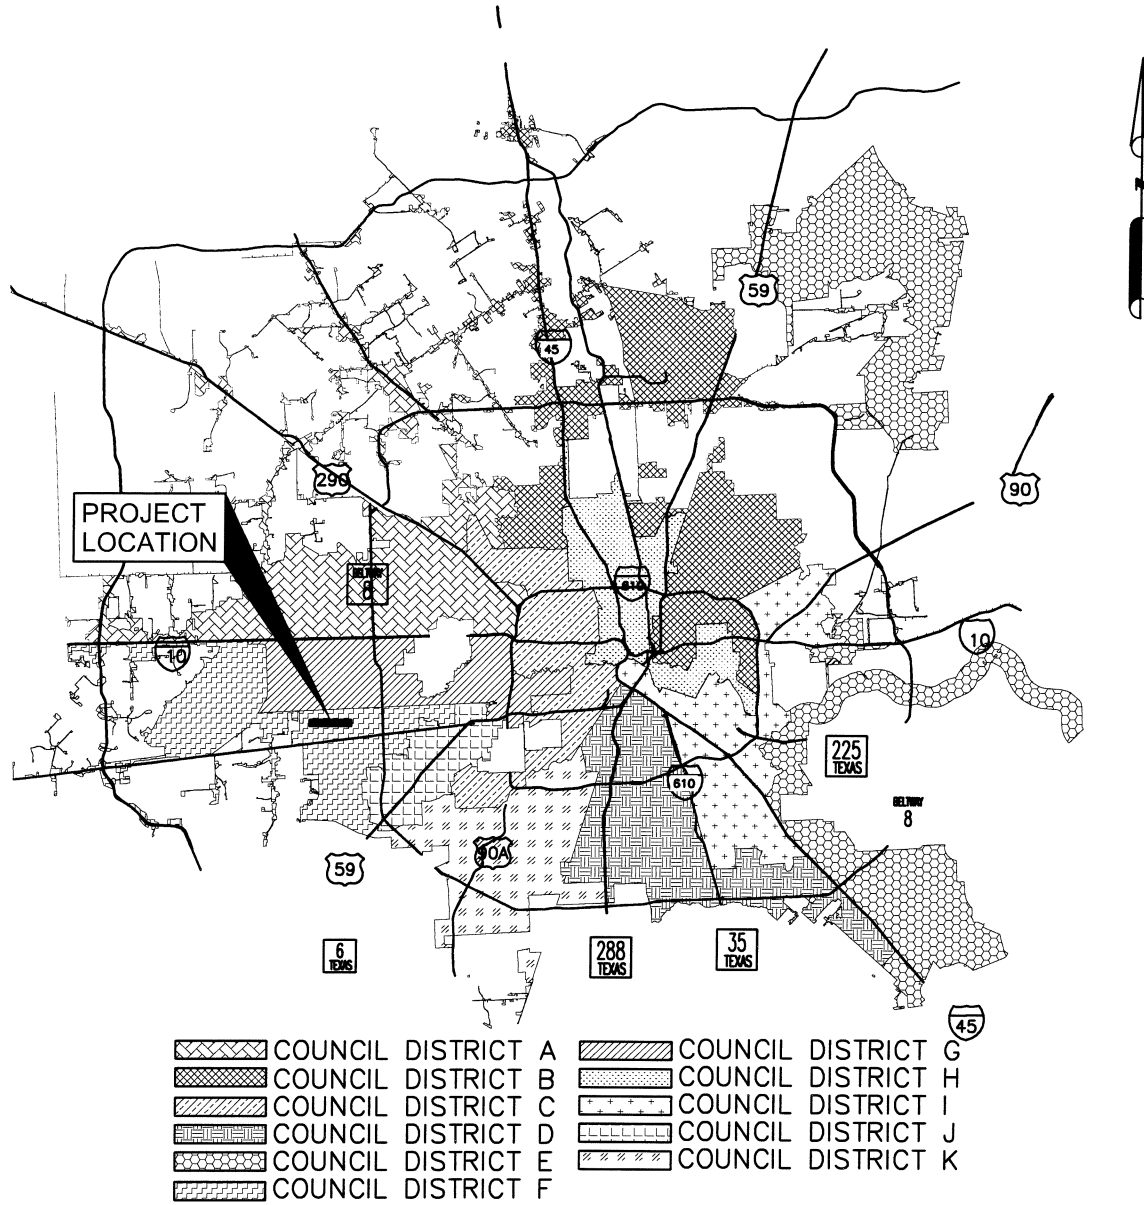 59
45
290
90
PROJECT
LOCATION
BELTWAY
8
610
10
10
225
TEXAS
610
BELTWAY
8
90A
59
6
TEXAS
288
TEXAS
35
TEXAS
45
COUNCIL DISTRICT A
COUNCIL DISTRICT B
COUNCIL DISTRICT C
COUNCIL DISTRICT D
COUNCIL DISTRICT E
COUNCIL DISTRICT F
COUNCIL DISTRICT G
COUNCIL DISTRICT H
COUNCIL DISTRICT I
COUNCIL DISTRICT J
COUNCIL DISTRICT K